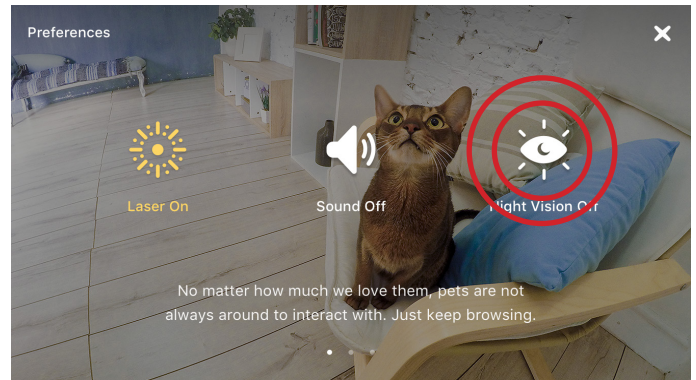 Preferences
Laser On
Sound Off
Night Vision Off
No matter how much we love them, pets are not
always around to interact with. Just keep browsing.